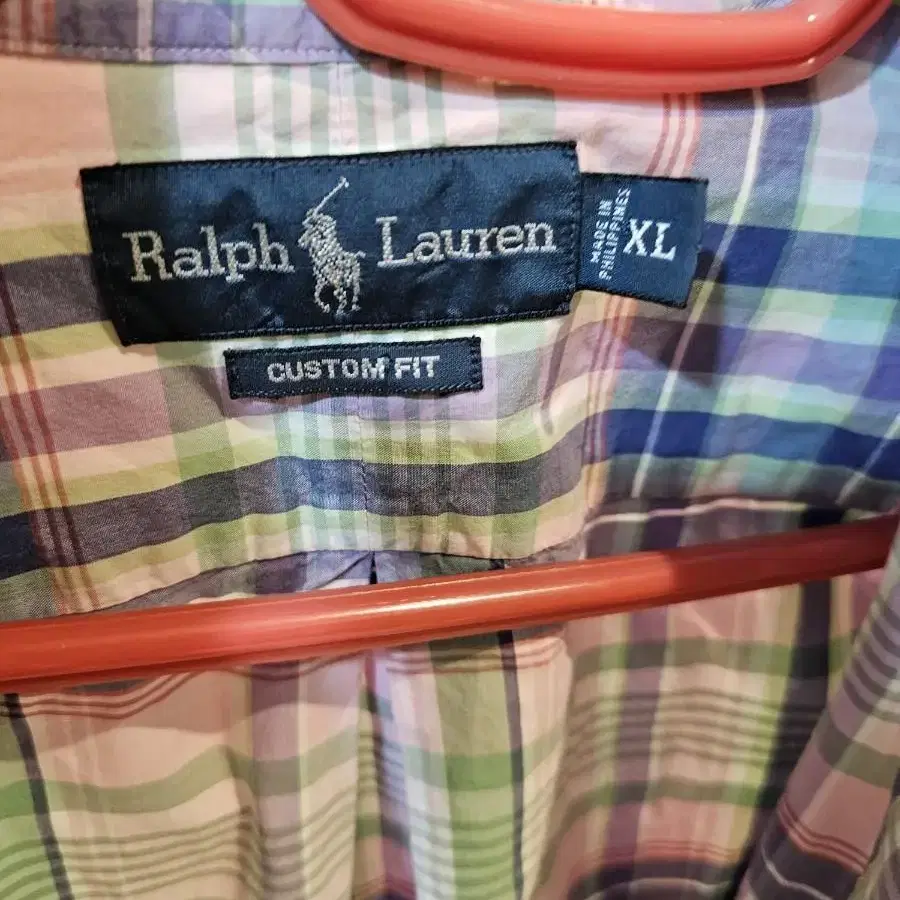 Ralph Lauren
MADE IN
PHILIPPINES
XL
CUSTOM FIT